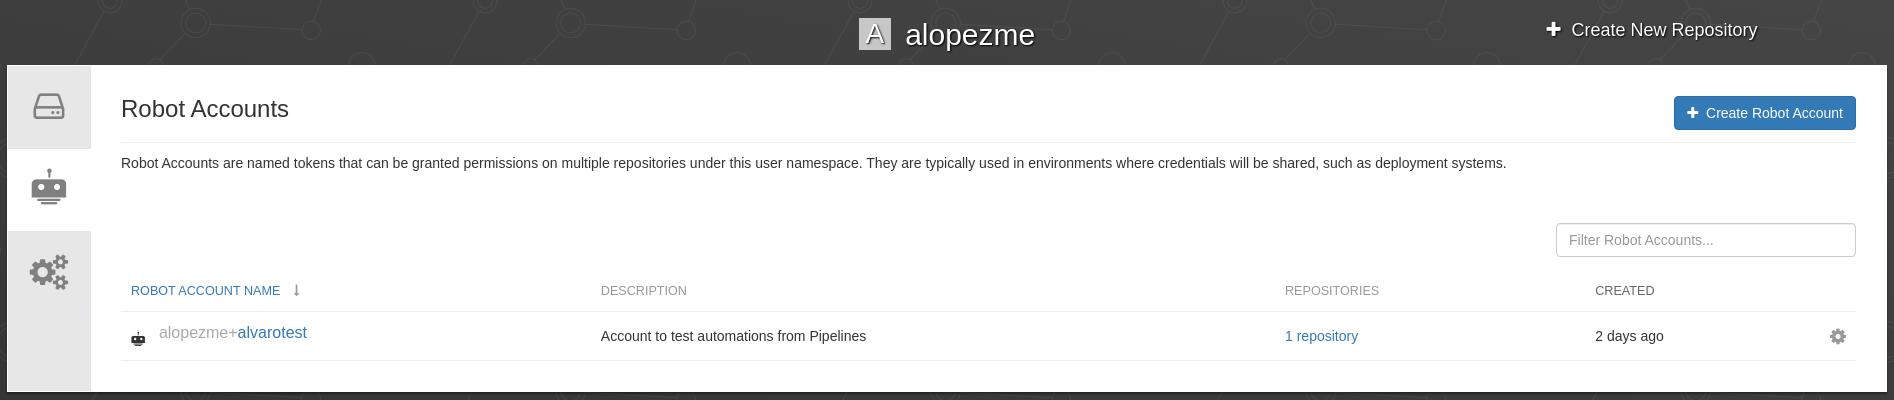 A alopezme
Create New Repository
Robot Accounts
Create Robot Account
Robot Accounts are named tokens that can be granted permissions on multiple repositories under this user namespace. They are typically used in environments where credentials will be shared, such as deployment systems.
Filter Robot Accounts...
ROBOT ACCOUNT NAME DESCRIPTION REPOSITORIES CREATED
alopezme+alvarotest Account to test automations from Pipelines 1 repository 2 days ago